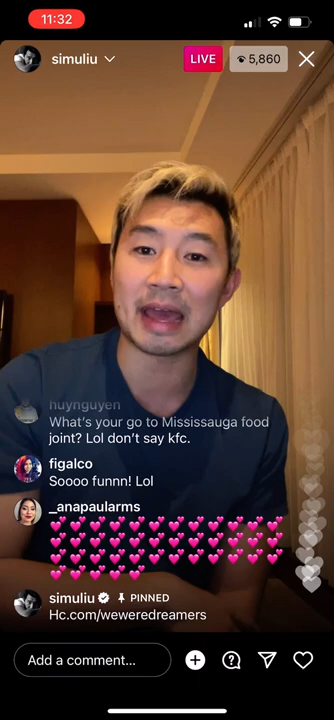 11:32
simuliu
LIVE
5,860
huynguyen
What's your go to Mississauga food
joint? Lol don't say kfc.
figalco
Soooo funnn! Lol
_anapaularms
💕💕💕💕💕💕💕💕💕💕💕💕
💕💕💕💕💕💕💕💕💕💕💕💕
💕💕💕💕💕💕💕💕💕💕💕💕
💕💕💕💕💕
simuliu PINNED
Hc.com/weweredreamers
Add a comment...